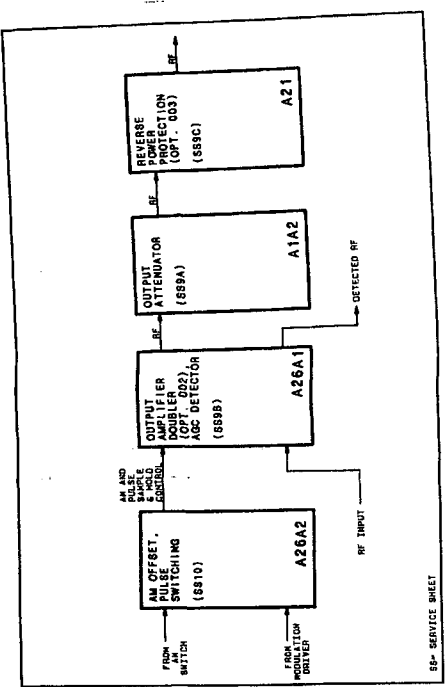 FROM
AM
SWITCH
FROM
MODULATION
DRIVER
AM OFFSET,
PULSE
SWITCHING
(SS10)
A26A2
AM AND
PULSE
SAMPLE
& HOLD
CONTROL
RF INPUT
OUTPUT
AMPLIFIER
DOUBLER
(OPT. 002),
AGC DETECTOR
(SS9B)
A26A1
DETECTED RF
RF
OUTPUT
ATTENUATOR
(SS9A)
A1A2
RF
REVERSE
POWER
PROTECTION
(OPT. 003)
(SS9C)
A21
RF
SS= SERVICE SHEET